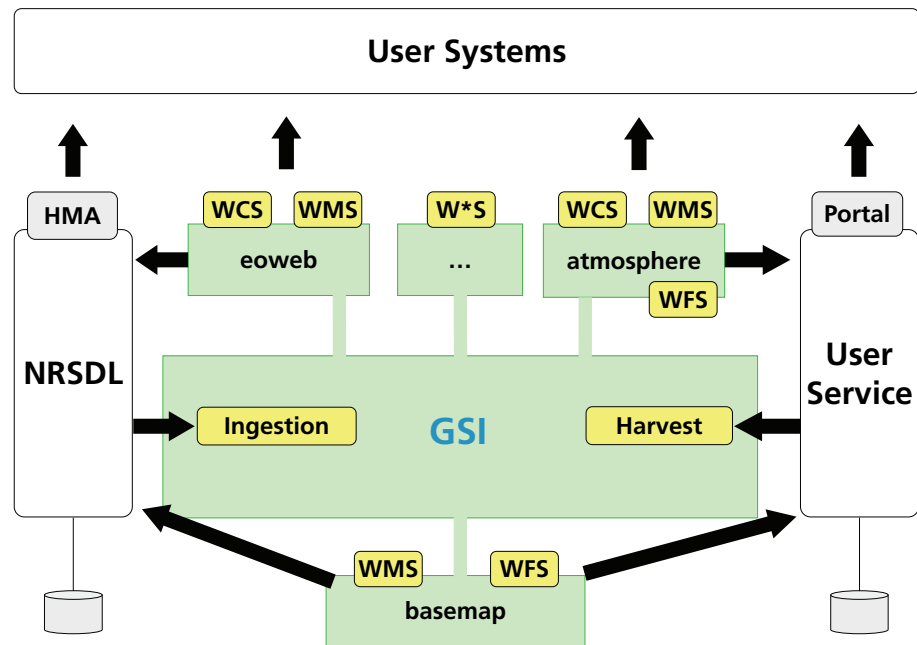 User Systems
HMA
WCS
WMS
W*S
WCS
WMS
Portal
eoweb
...
atmosphere
WFS
NRSDL
User
Service
Ingestion
GSI
Harvest
WMS
WFS
basemap